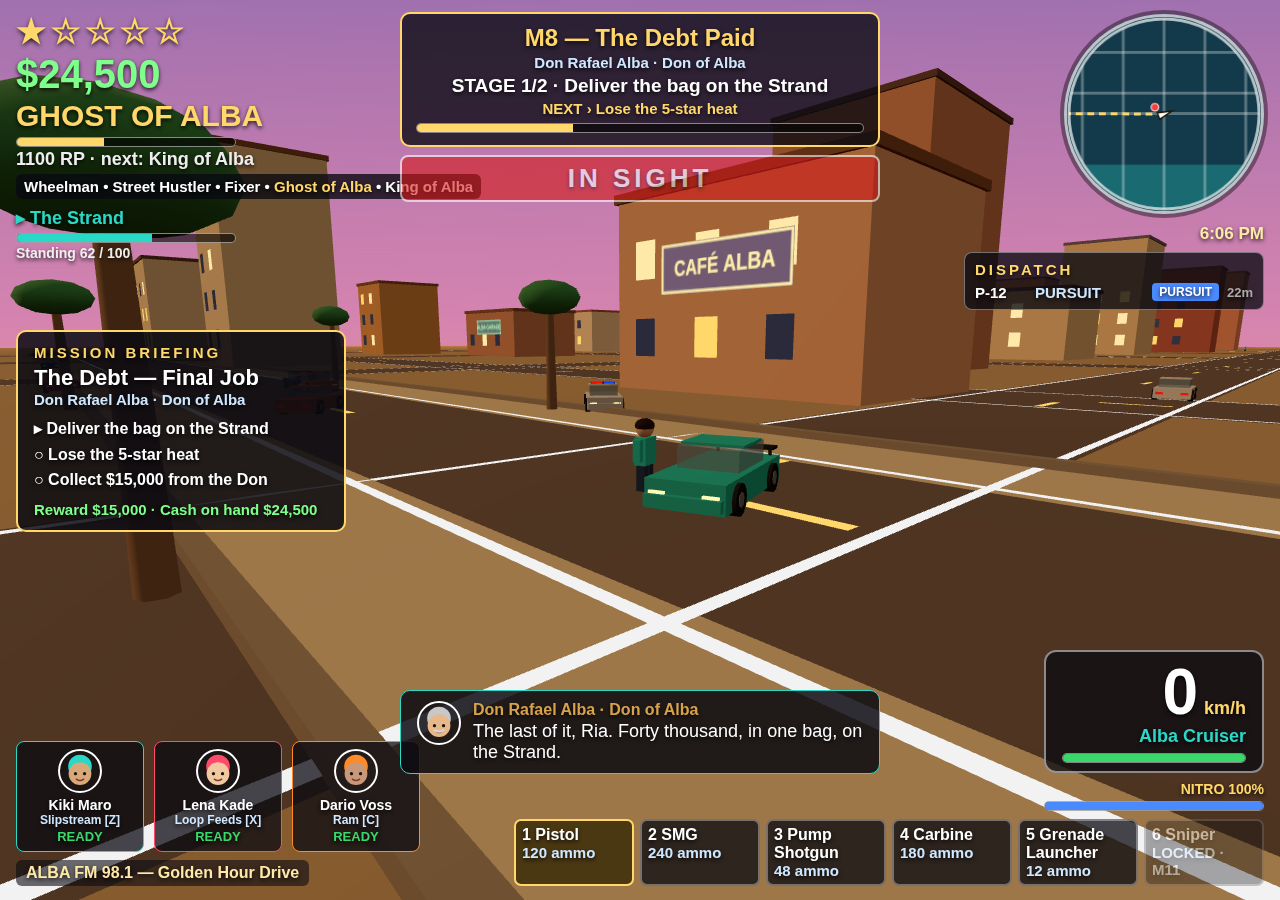 ★☆☆☆☆
$24,500
GHOST OF ALBA
1100 RP · next: King of Alba
Wheelman • Street Hustler • Fixer • Ghost of Alba • King of Alba
▸ The Strand
Standing 62 / 100
M8 — The Debt Paid
Don Rafael Alba · Don of Alba
STAGE 1/2 · Deliver the bag on the Strand
NEXT › Lose the 5-star heat
IN SIGHT
6:06 PM
DISPATCH
P-12 PURSUIT PURSUIT 22m
CAFÉ ALBA
MISSION BRIEFING
The Debt — Final Job
Don Rafael Alba · Don of Alba
▸ Deliver the bag on the Strand
○ Lose the 5-star heat
○ Collect $15,000 from the Don
Reward $15,000 · Cash on hand $24,500
Don Rafael Alba · Don of Alba
The last of it, Ria. Forty thousand, in one bag, on
the Strand.
0 km/h
Alba Cruiser
NITRO 100%
Kiki Maro
Slipstream [Z]
READY
Lena Kade
Loop Feeds [X]
READY
Dario Voss
Ram [C]
READY
ALBA FM 98.1 — Golden Hour Drive
1 Pistol
120 ammo
2 SMG
240 ammo
3 Pump
Shotgun
48 ammo
4 Carbine
180 ammo
5 Grenade
Launcher
12 ammo
6 Sniper
LOCKED ·
M11